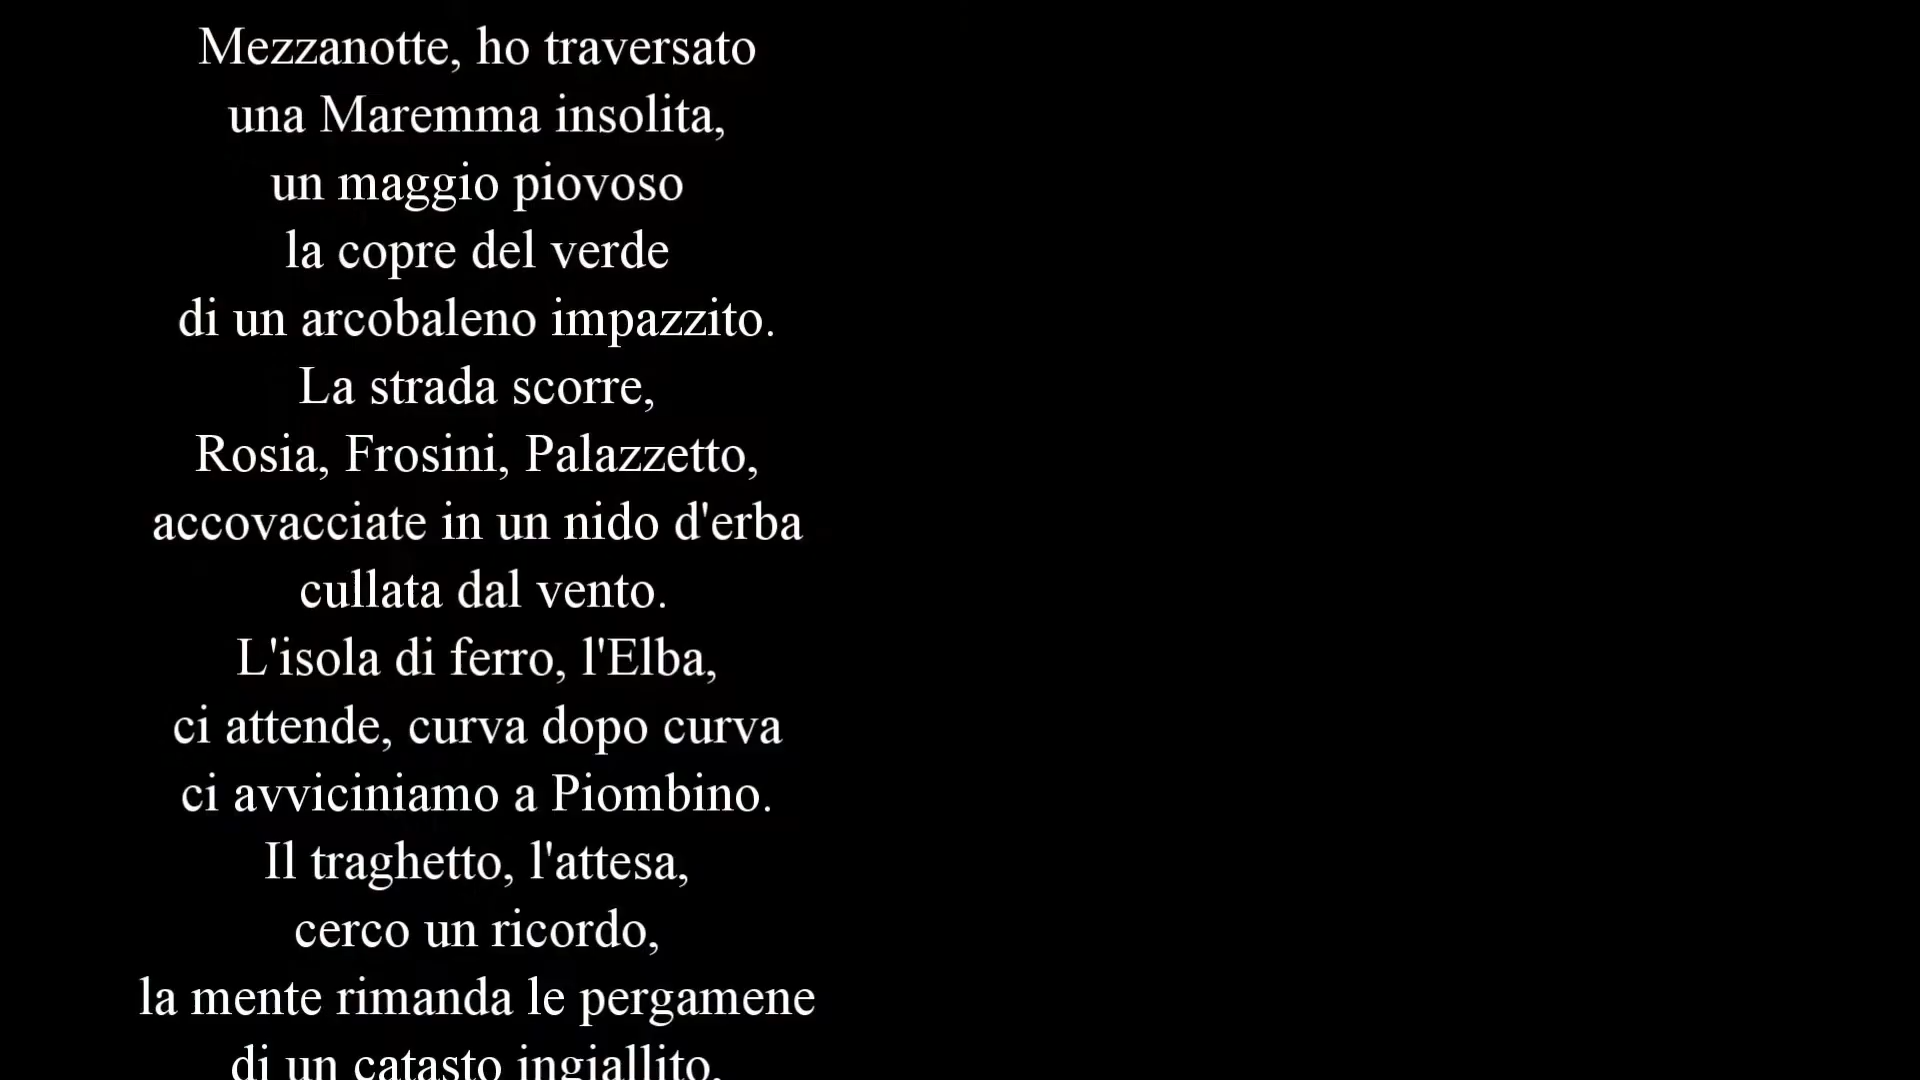 Mezzanotte, ho traversato
una Maremma insolita,
un maggio piovoso
la copre del verde
di un arcobaleno impazzito.
La strada scorre,
Rosia, Frosini, Palazzetto,
accovacciate in un nido d'erba
cullata dal vento.
L'isola di ferro, l'Elba,
ci attende, curva dopo curva
ci avviciniamo a Piombino.
Il traghetto, l'attesa,
cerco un ricordo,
la mente rimanda le pergamene
di un catasto ingiallito,